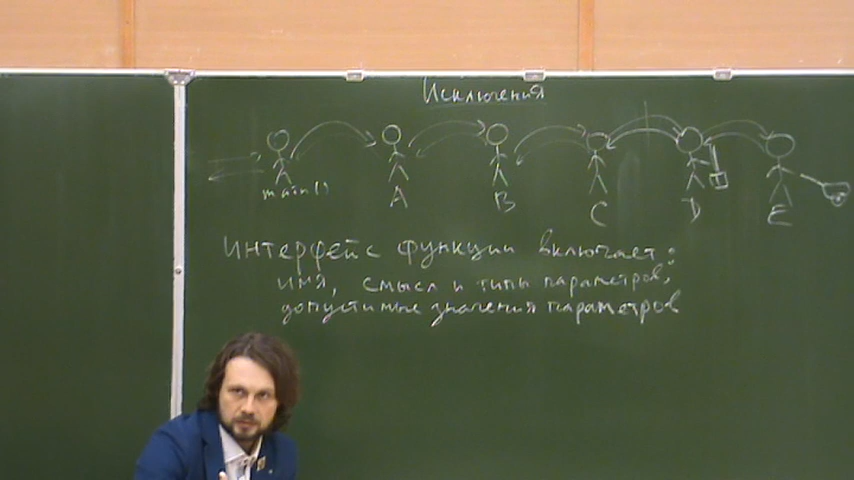 Исключения
main() A B C D E
Интерфейс функции включает:
имя, смысл и типы параметров,
допустимые значения параметров